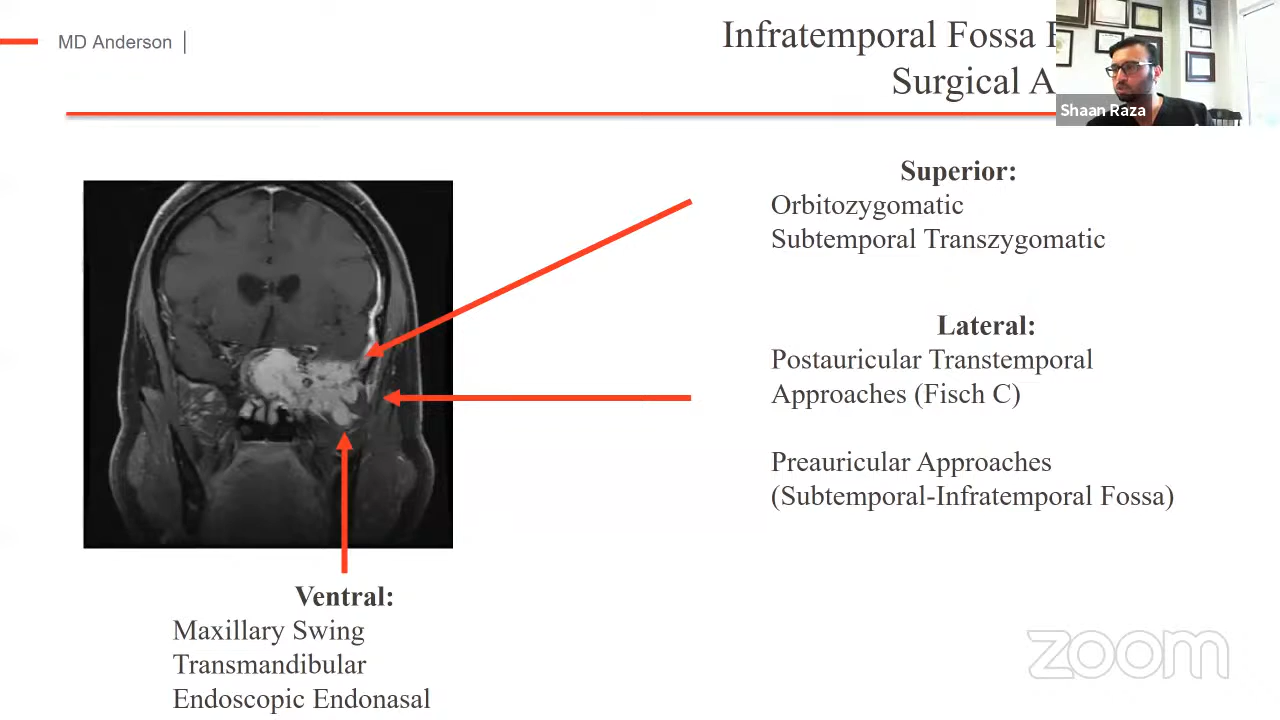 MD Anderson
Infratemporal Fossa
Surgical
Shaan Raza
Superior:
Orbitozygomatic
Subtemporal Transzygomatic
Lateral:
Postauricular Transtemporal
Approaches (Fisch C)
Preauricular Approaches
(Subtemporal-Infratemporal Fossa)
Ventral:
Maxillary Swing
Transmandibular
Endoscopic Endonasal
zoom